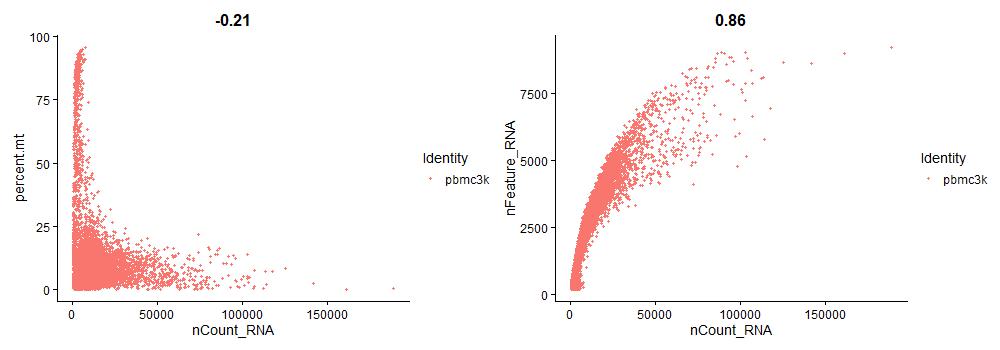 -0.21
100
75
50
25
0
percent.mt
0
50000
100000
150000
nCount_RNA
Identity
pbmc3k
0.86
7500
5000
2500
0
nFeature_RNA
0
50000
100000
150000
nCount_RNA
Identity
pbmc3k